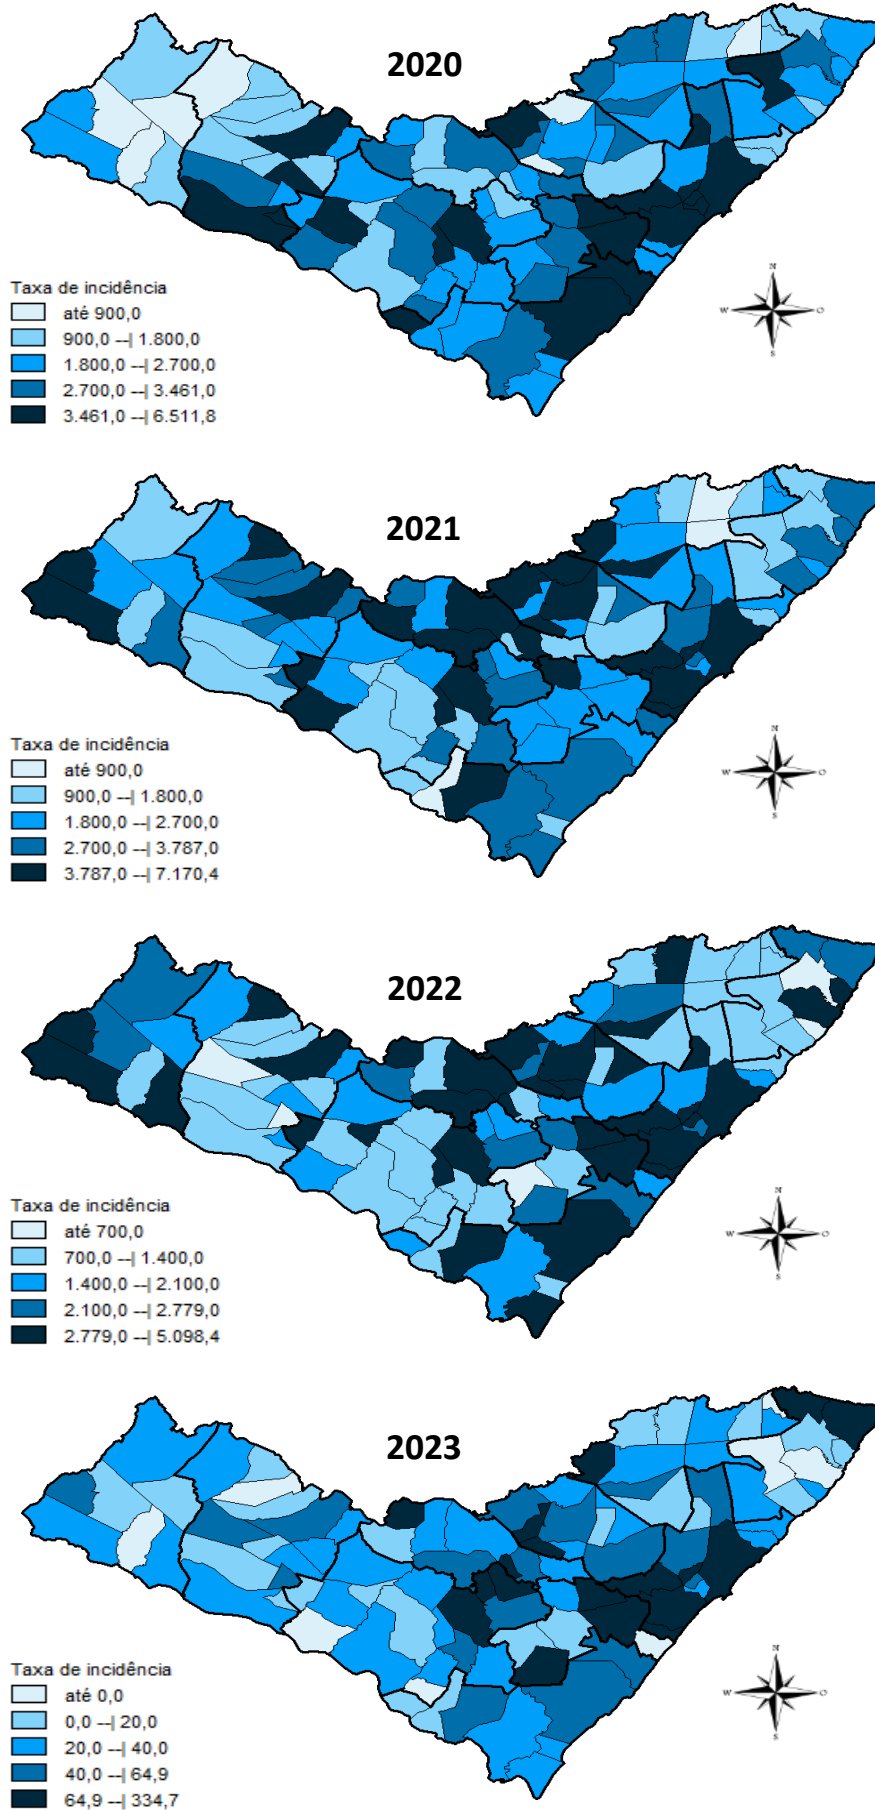 2020
Taxa de incidência
até 900,0
900,0 --| 1.800,0
1.800,0 --| 2.700,0
2.700,0 --| 3.461,0
3.461,0 --| 6.511,8
N
W
O
S
2021
Taxa de incidência
até 900,0
900,0 --| 1.800,0
1.800,0 --| 2.700,0
2.700,0 --| 3.787,0
3.787,0 --| 7.170,4
N
W
O
S
2022
Taxa de incidência
até 700,0
700,0 --| 1.400,0
1.400,0 --| 2.100,0
2.100,0 --| 2.779,0
2.779,0 --| 5.098,4
N
W
O
S
2023
Taxa de incidência
até 0,0
0,0 --| 20,0
20,0 --| 40,0
40,0 --| 64,9
64,9 --| 334,7
N
W
O
S